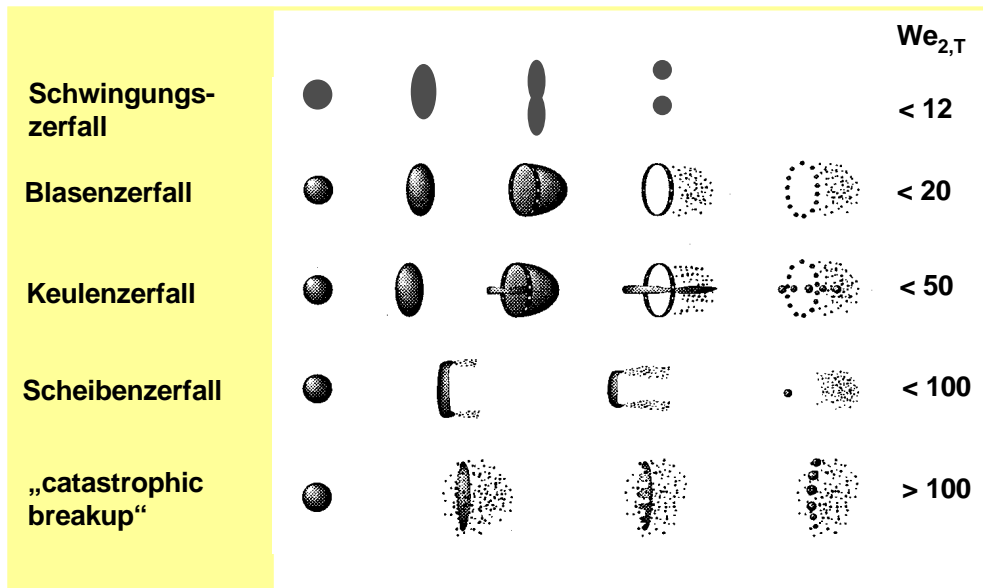 We2,T
Schwingungs-
zerfall
< 12
Blasenzerfall
< 20
Keulenzerfall
< 50
Scheibenzerfall
< 100
„catastrophic
breakup“
> 100